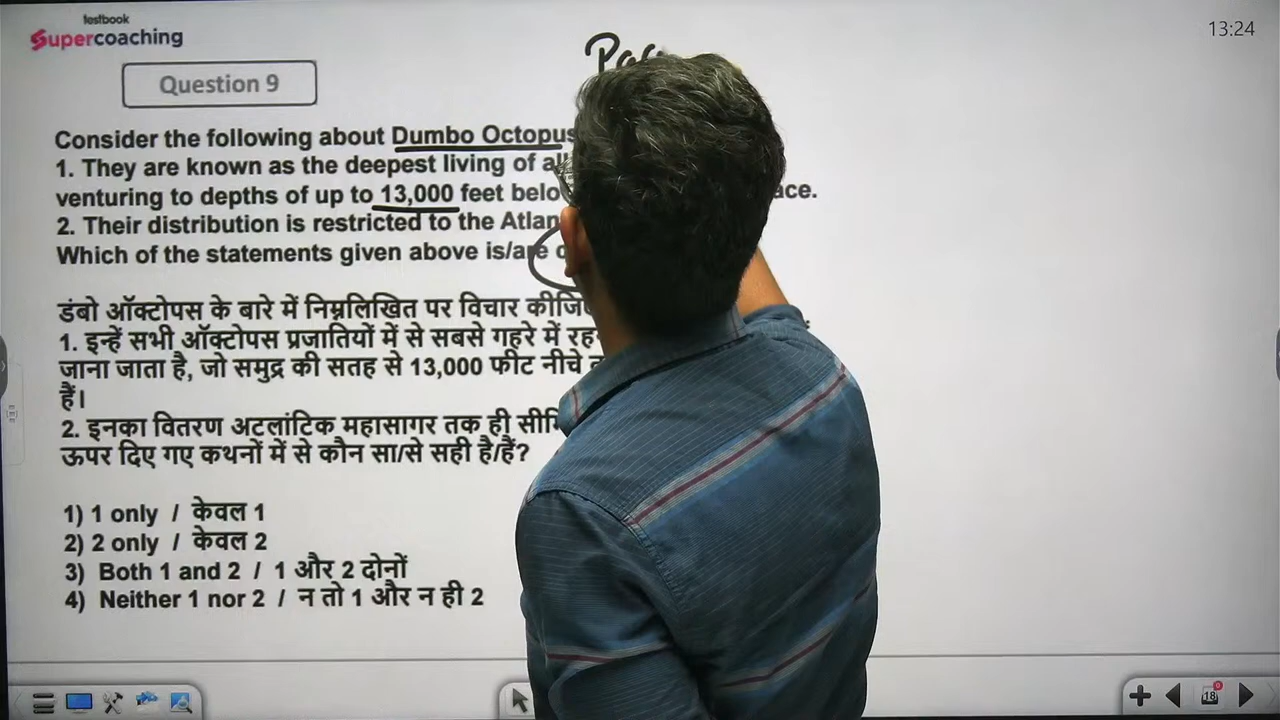 testbook
Supercoaching
13:24
Question 9
Consider the following about Dumbo Octopus
1. They are known as the deepest living of all
venturing to depths of up to 13,000 feet
2. Their distribution is restricted to the
Which of the statements given above is/are
डंबो ऑक्टोपस के बारे में निम्नलिखित पर विचार
1. इन्हें सभी ऑक्टोपस प्रजातियों में से सबसे गहरे में
जाना जाता है, जो समुद्र की सतह से 13,000 फीट नीचे
हैं।
2. इनका वितरण अटलांटिक महासागर तक ही
ऊपर दिए गए कथनों में से कौन सा/से सही है/हैं?
1) 1 only / केवल 1
2) 2 only / केवल 2
3) Both 1 and 2 / 1 और 2 दोनों
4) Neither 1 nor 2 / न तो 1 और न ही 2
18